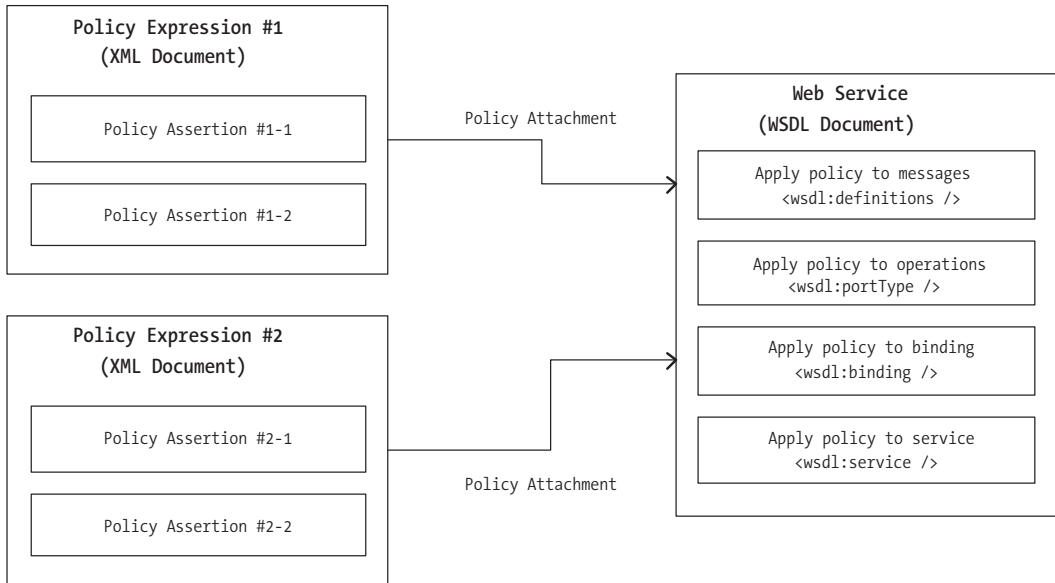 Policy Expression #1
(XML Document)
Policy Assertion #1-1
Policy Assertion #1-2
Policy Attachment
Policy Expression #2
(XML Document)
Policy Assertion #2-1
Policy Assertion #2-2
Policy Attachment
Web Service
(WSDL Document)
Apply policy to messages
<wsdl:definitions />
Apply policy to operations
<wsdl:portType />
Apply policy to binding
<wsdl:binding />
Apply policy to service
<wsdl:service />